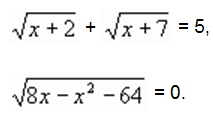 √(x + 2) + √(x + 7) = 5,
√(8x − x² − 64) = 0.